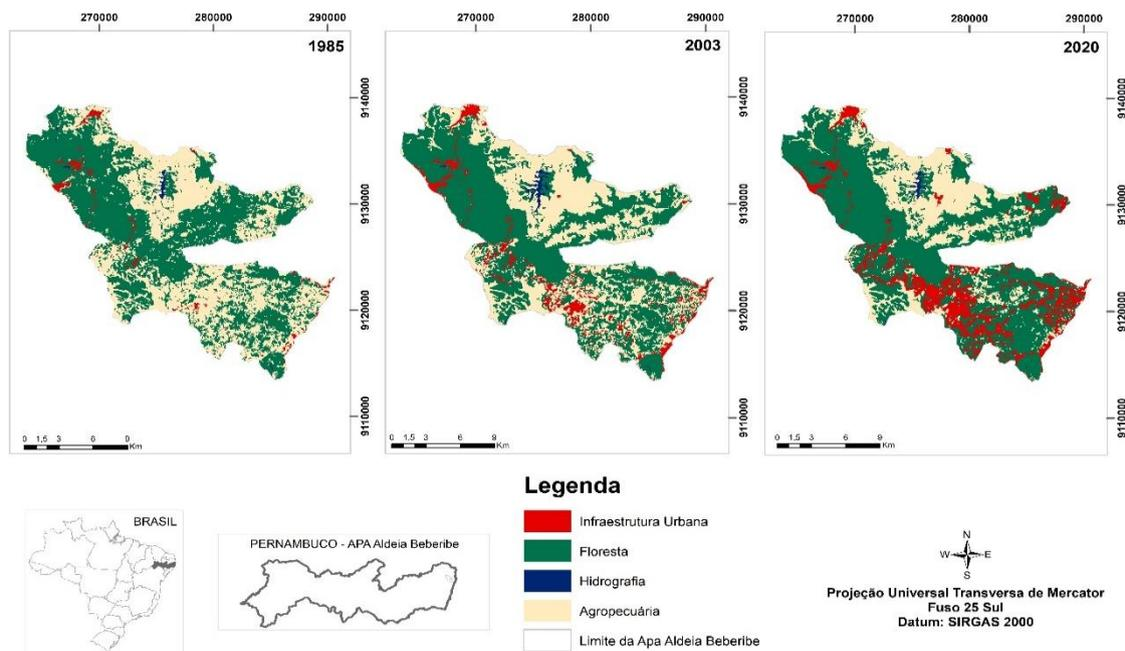 270000 280000 290000
270000 280000 290000
270000 280000 290000
1985
2003
2020
9140000
9130000
9120000
9110000
9140000
9130000
9120000
9110000
9140000
9130000
9120000
9110000
0 1,5 3 6 9
Km
0 1,5 3 6 9
Km
0 1,5 3 6 9
Km
Legenda
Infraestrutura Urbana
Floresta
Hidrografia
Agropecuária
Limite da Apa Aldeia Beberibe
BRASIL
PERNAMBUCO - APA Aldeia Beberibe
N
W E
S
Projeção Universal Transversa de Mercator
Fuso 25 Sul
Datum: SIRGAS 2000